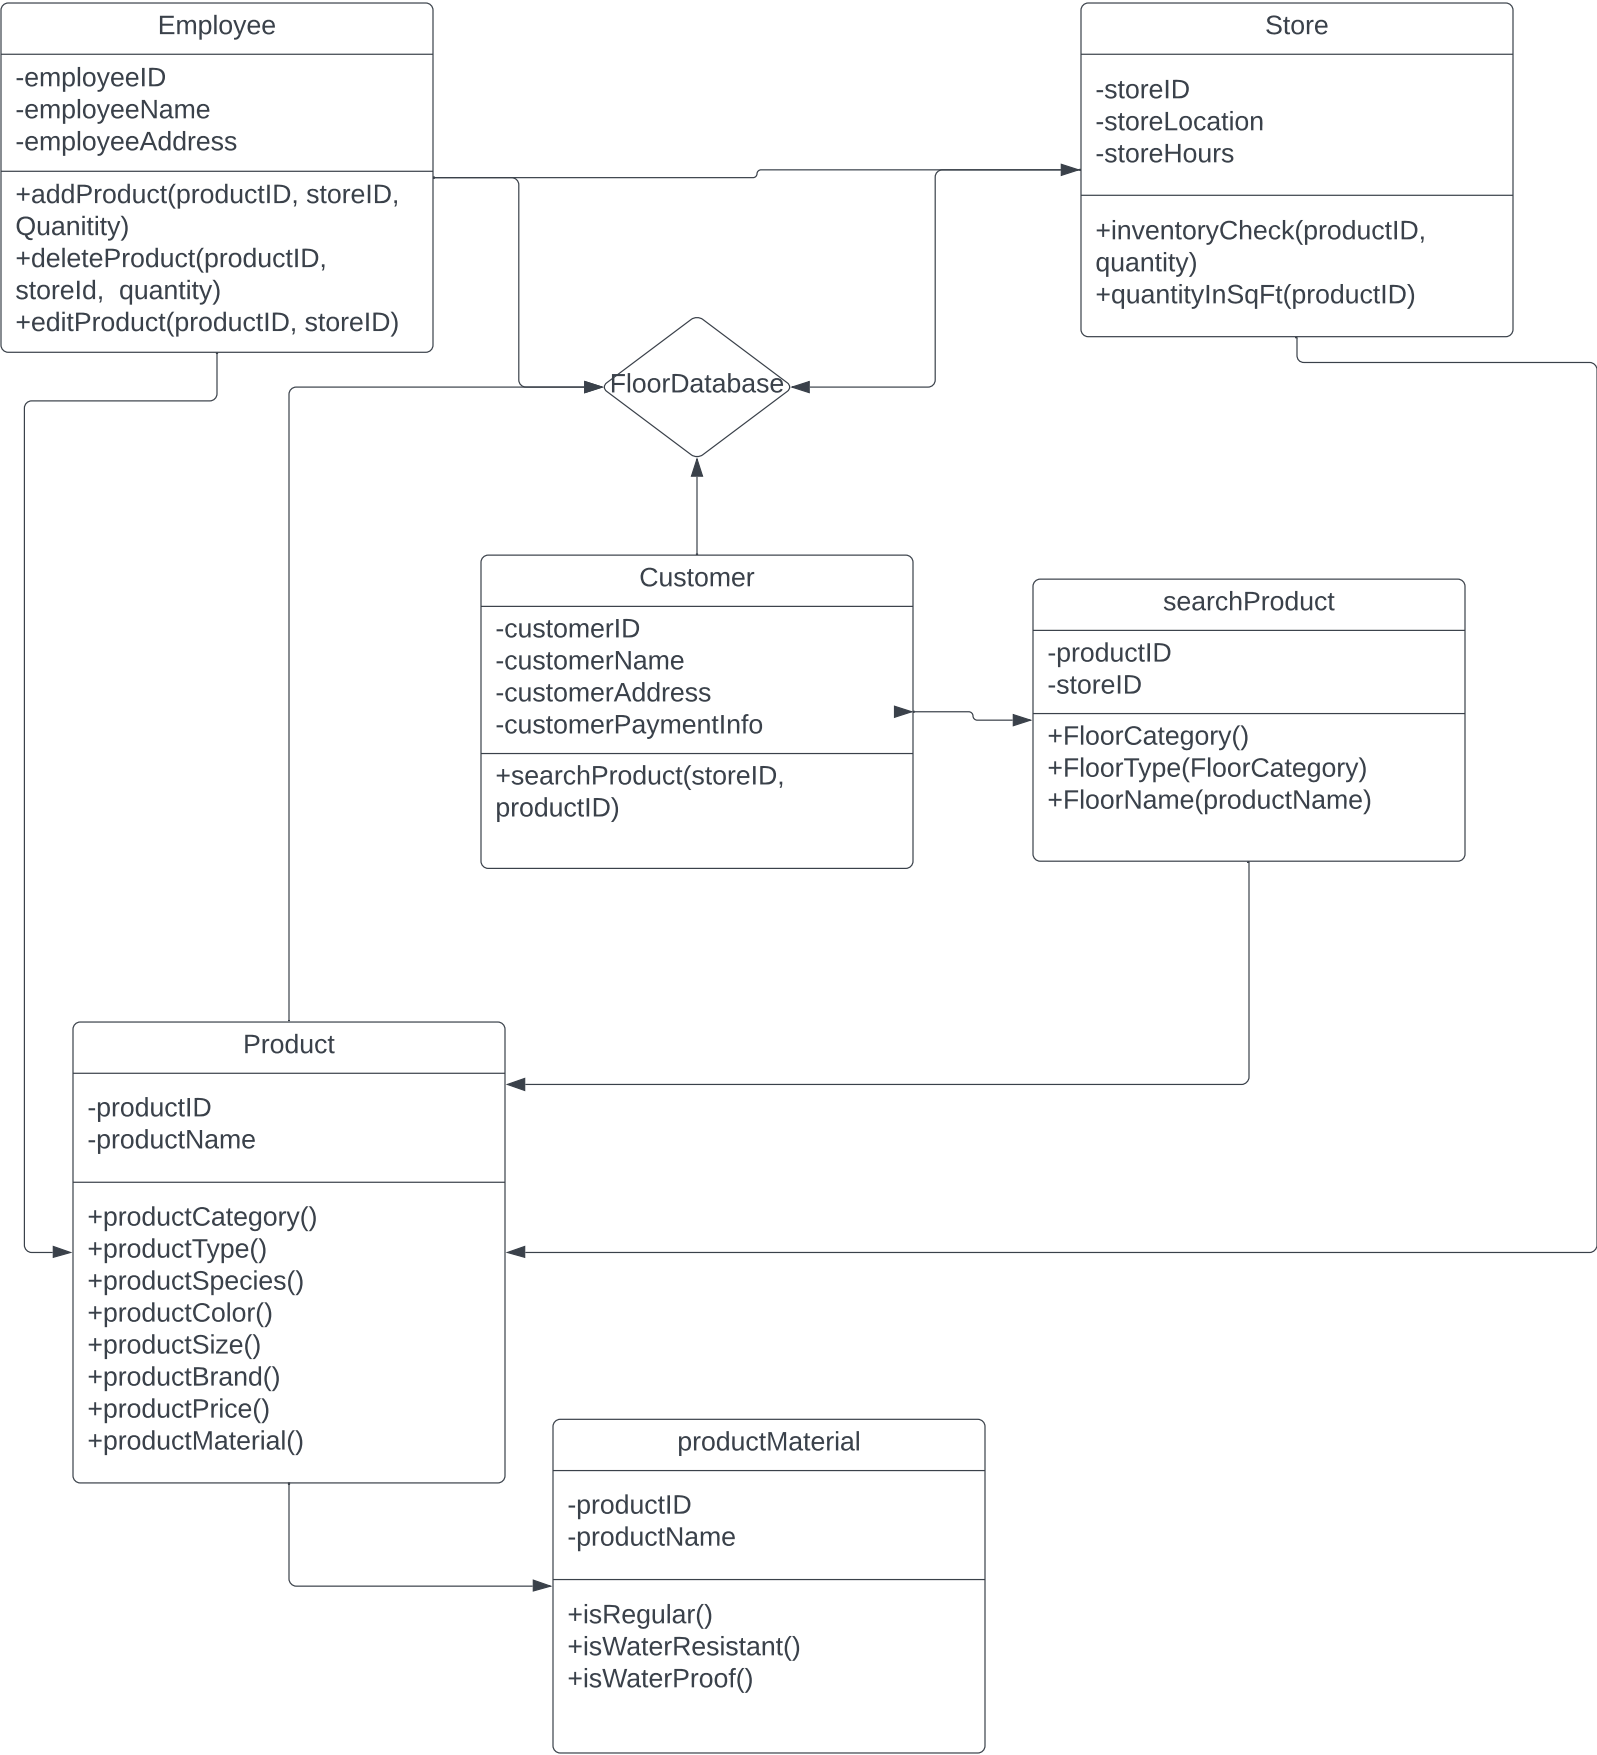 Employee
-employeeID
-employeeName
-employeeAddress
+addProduct(productID, storeID,
Quanitity)
+deleteProduct(productID,
storeId,  quantity)
+editProduct(productID, storeID)
Store
-storeID
-storeLocation
-storeHours
+inventoryCheck(productID,
quantity)
+quantityInSqFt(productID)
FloorDatabase
Customer
-customerID
-customerName
-customerAddress
-customerPaymentInfo
+searchProduct(storeID,
productID)
searchProduct
-productID
-storeID
+FloorCategory()
+FloorType(FloorCategory)
+FloorName(productName)
Product
-productID
-productName
+productCategory()
+productType()
+productSpecies()
+productColor()
+productSize()
+productBrand()
+productPrice()
+productMaterial()
productMaterial
-productID
-productName
+isRegular()
+isWaterResistant()
+isWaterProof()